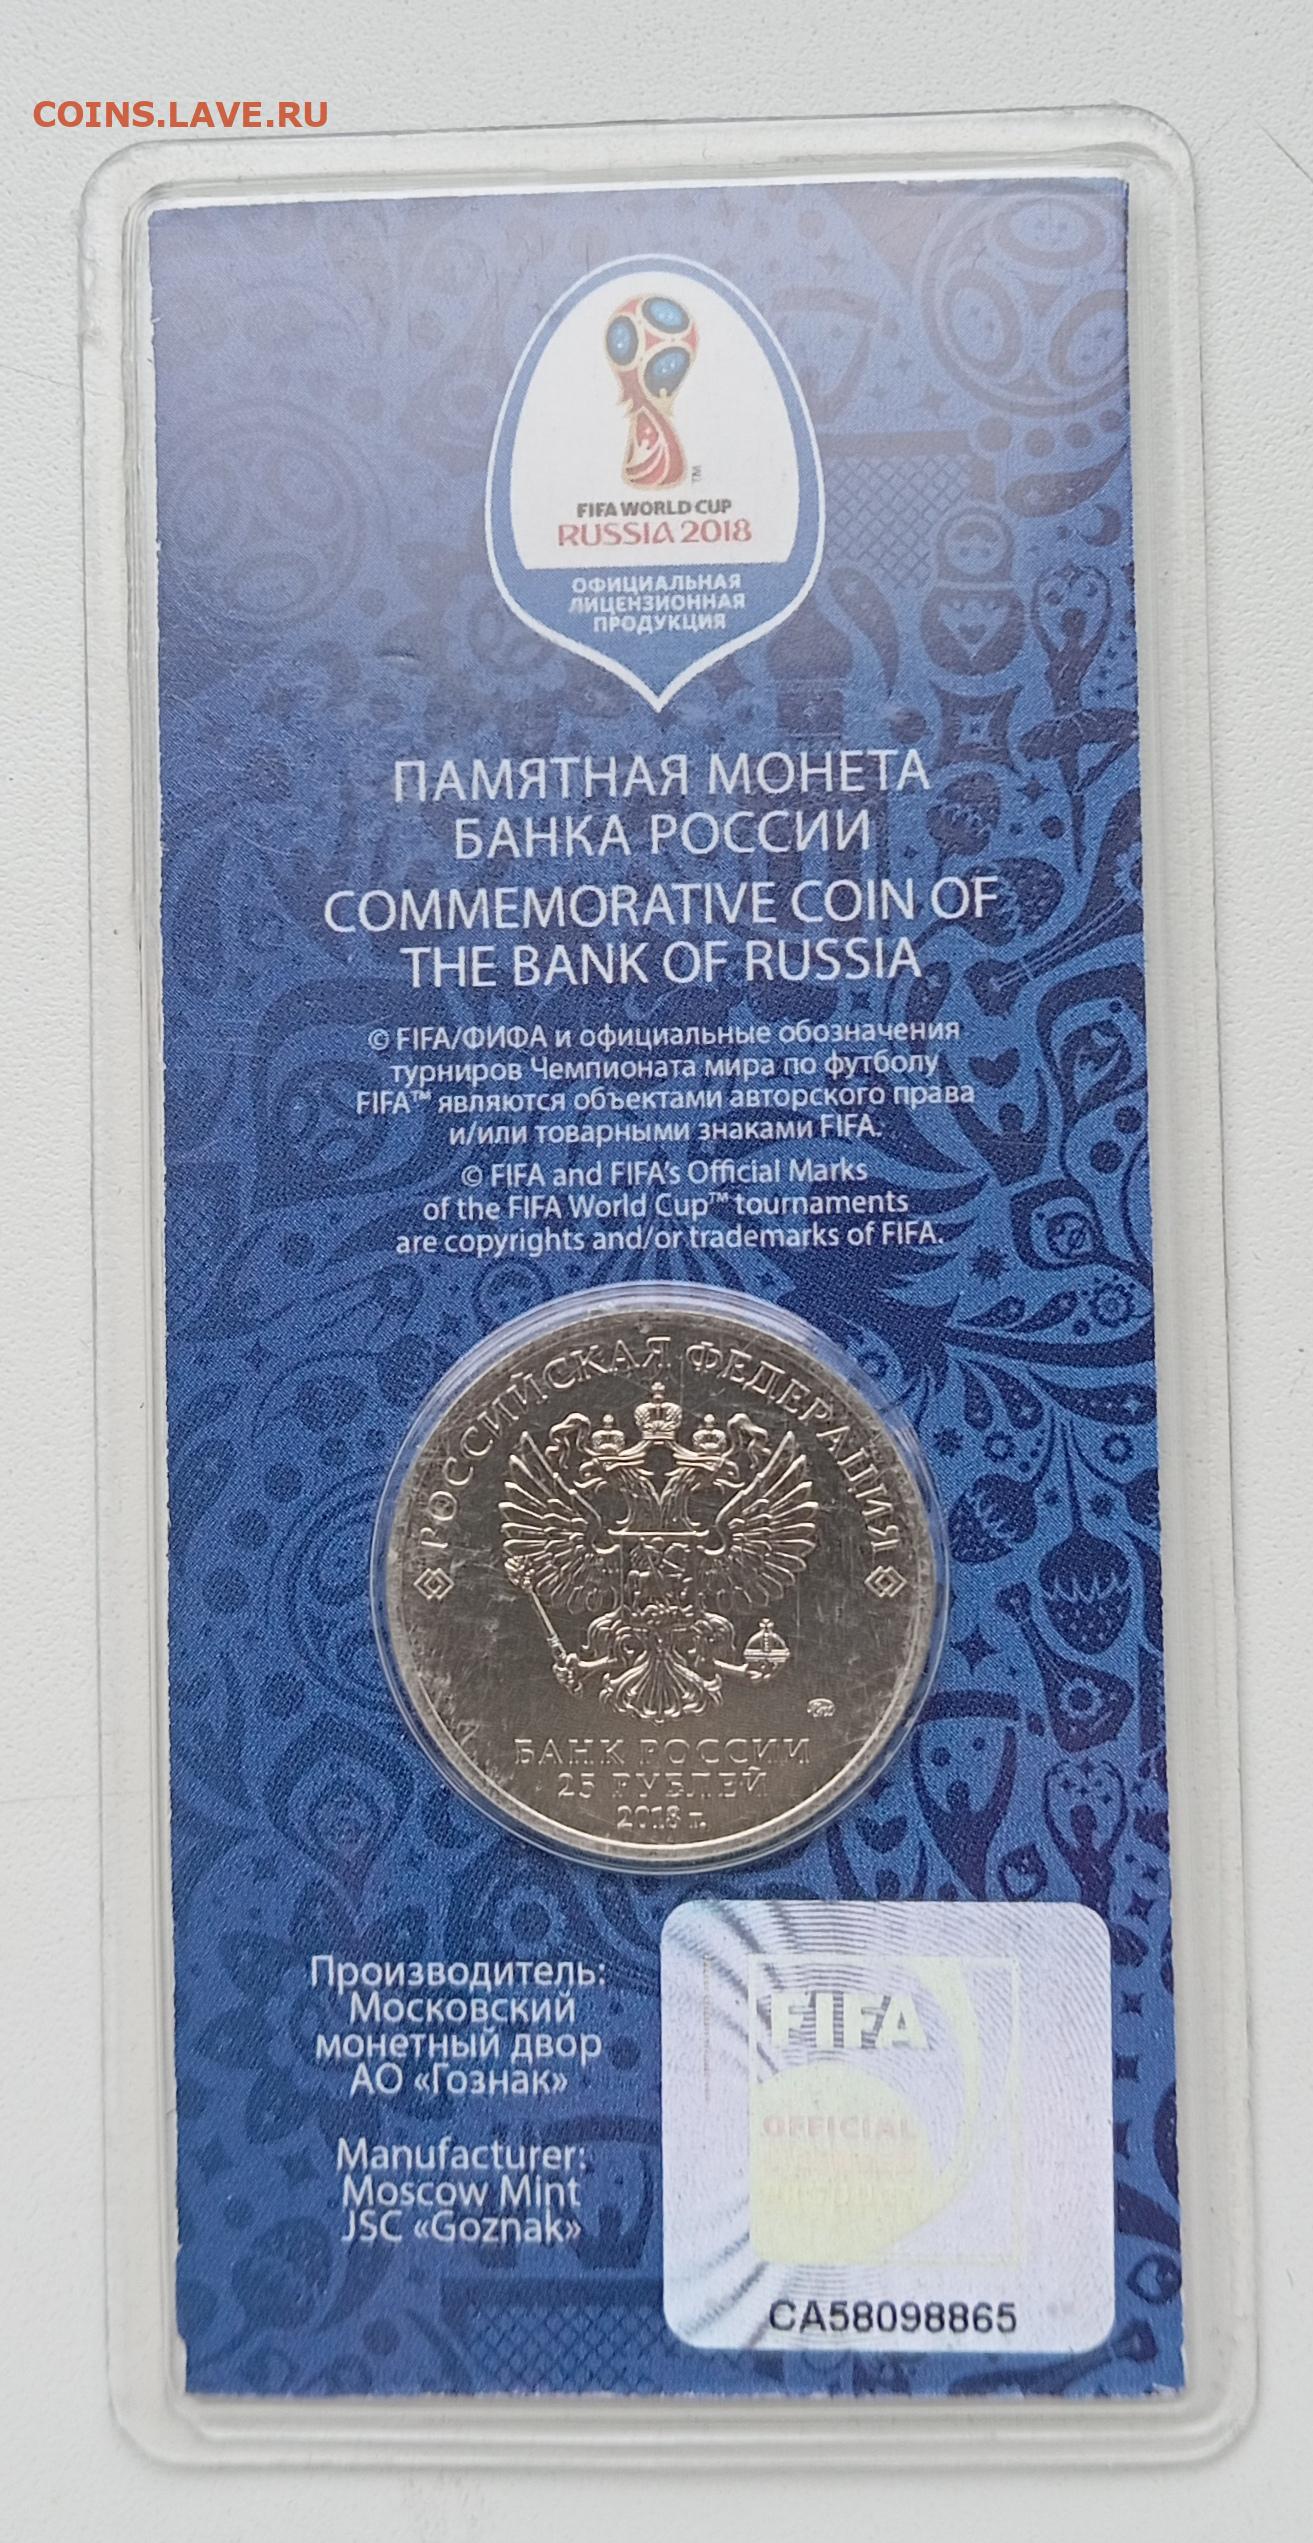 COINS.LAVE.RU
TM
FIFA WORLD CUP
RUSSIA 2018
ОФИЦИАЛЬНАЯ
ЛИЦЕНЗИОННАЯ
ПРОДУКЦИЯ
ПАМЯТНАЯ МОНЕТА
БАНКА РОССИИ
COMMEMORATIVE COIN OF
THE BANK OF RUSSIA
© FIFA/ФИФА и официальные обозначения
турниров Чемпионата мира по футболу
FIFA™ являются объектами авторского права
и/или товарными знаками FIFA.
© FIFA and FIFA's Official Marks
of the FIFA World Cup™ tournaments
are copyrights and/or trademarks of FIFA.
РОССИЙСКАЯ ФЕДЕРАЦИЯ
БАНК РОССИИ
25 РУБЛЕЙ
2018 г.
Производитель:
Московский
монетный двор
АО «Гознак»
Manufacturer:
Moscow Mint
JSC «Goznak»
FIFA
OFFICIAL
CA58098865